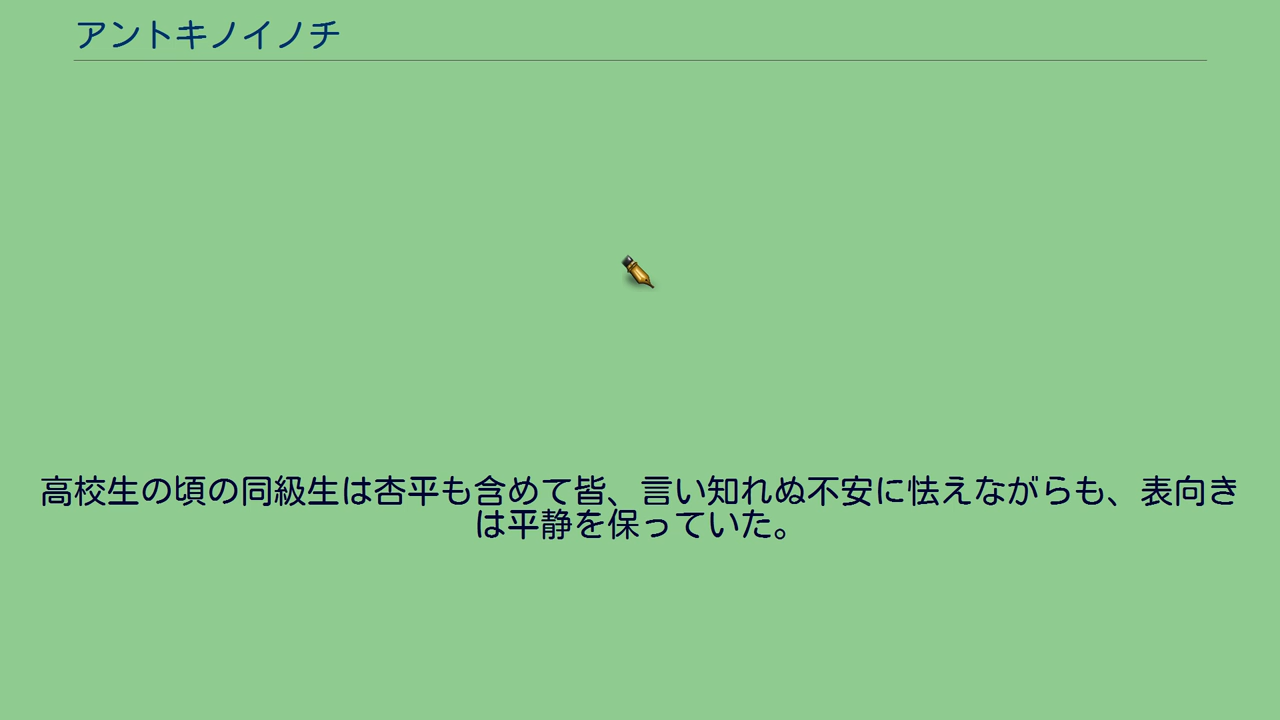 アントキノイノチ
高校生の頃の同級生は杏平も含めて皆、言い知れぬ不安に怯えながらも、表向き
は平静を保っていた。